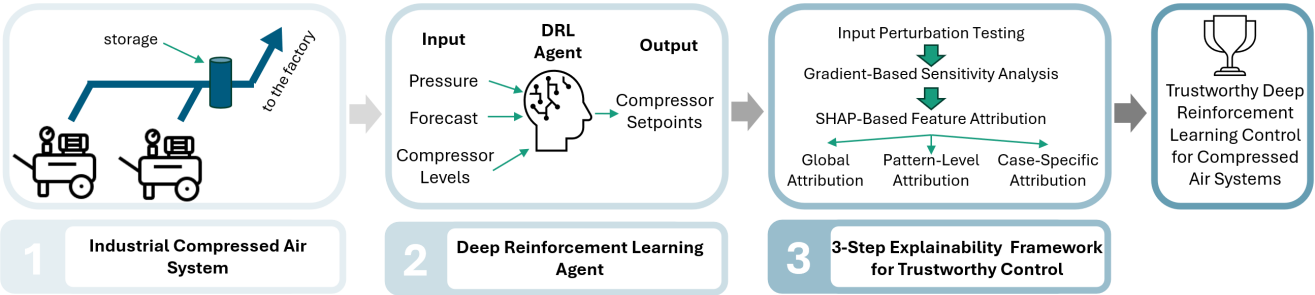 storage
to the factory
1
Industrial Compressed Air
System
Input
DRL
Agent
Output
Pressure
Forecast
Compressor
Levels
Compressor
Setpoints
2
Deep Reinforcement Learning
Agent
Input Perturbation Testing
Gradient-Based Sensitivity Analysis
SHAP-Based Feature Attribution
Global
Attribution
Pattern-Level
Attribution
Case-Specific
Attribution
3
3-Step Explainability Framework
for Trustworthy Control
Trustworthy Deep
Reinforcement
Learning Control
for Compressed
Air Systems